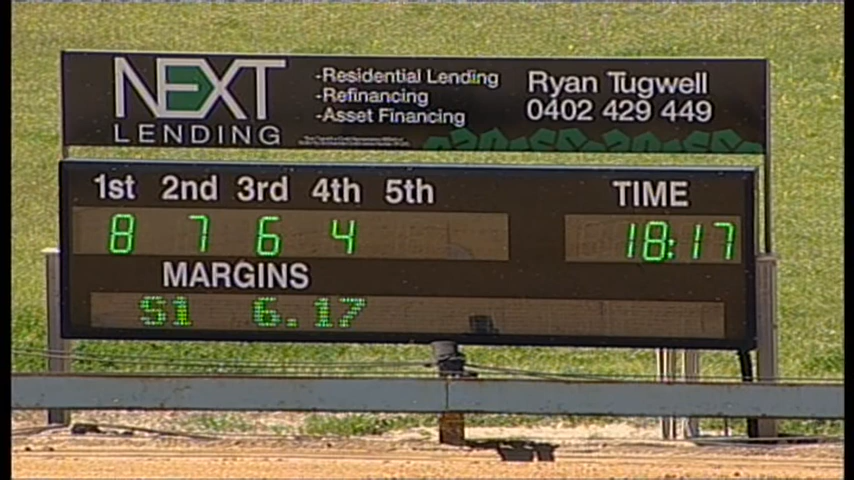 NEXT
LENDING
-Residential Lending
-Refinancing
-Asset Financing
Ryan Tugwell
0402 429 449
1st 2nd 3rd 4th 5th TIME
8 7 6 4 18:17
MARGINS
S1 6.17